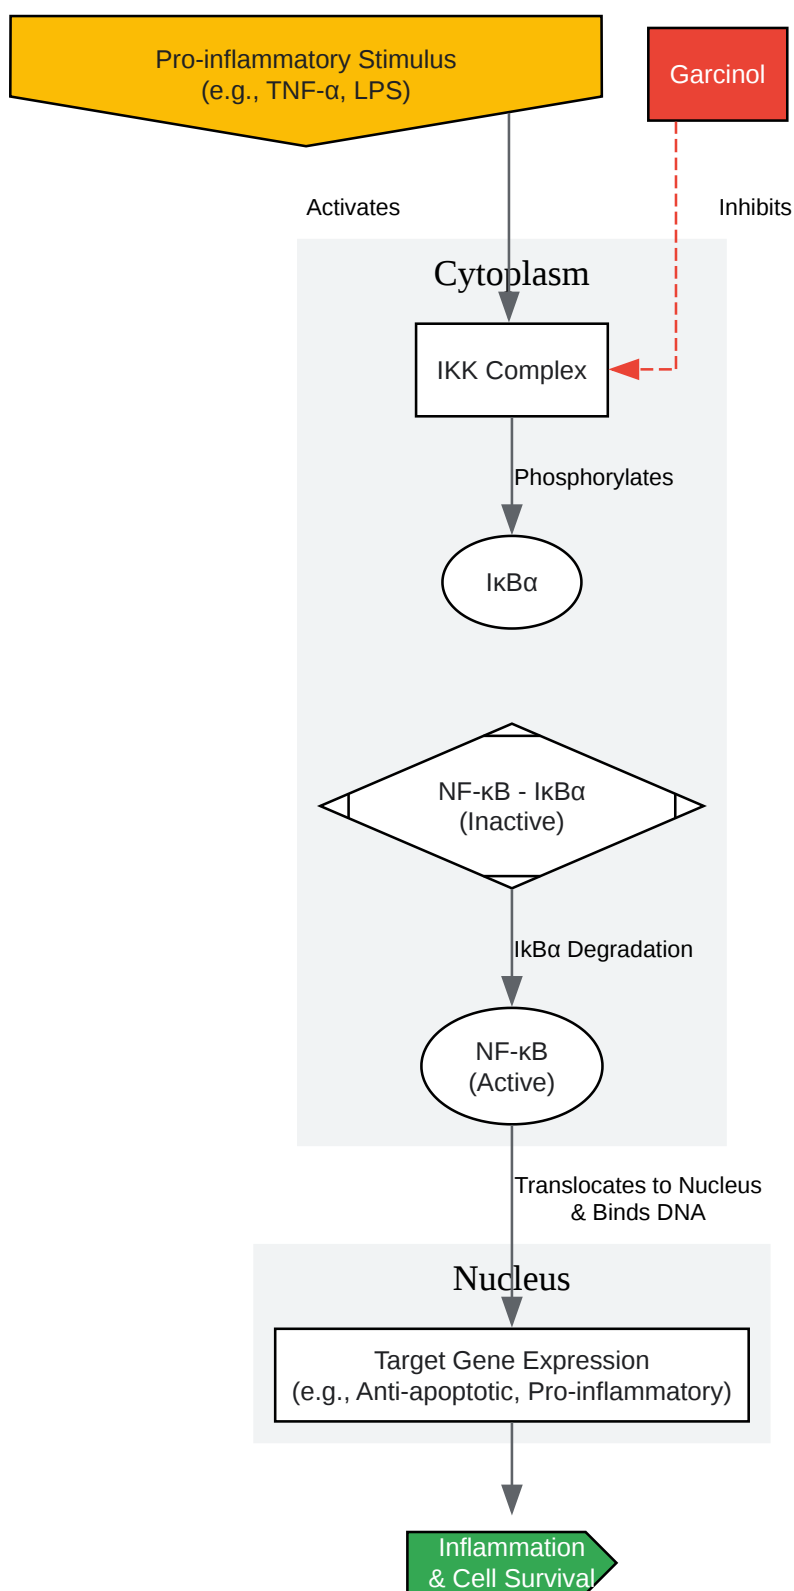 Pro-inflammatory Stimulus
(e.g., TNF-α, LPS)
Garcinol
Activates
Inhibits
Cytoplasm
IKK Complex
Phosphorylates
IκBα
NF-κB - IκBα
(Inactive)
IkBα Degradation
NF-κB
(Active)
Translocates to Nucleus
& Binds DNA
Nucleus
Target Gene Expression
(e.g., Anti-apoptotic, Pro-inflammatory)
Inflammation
& Cell Survival